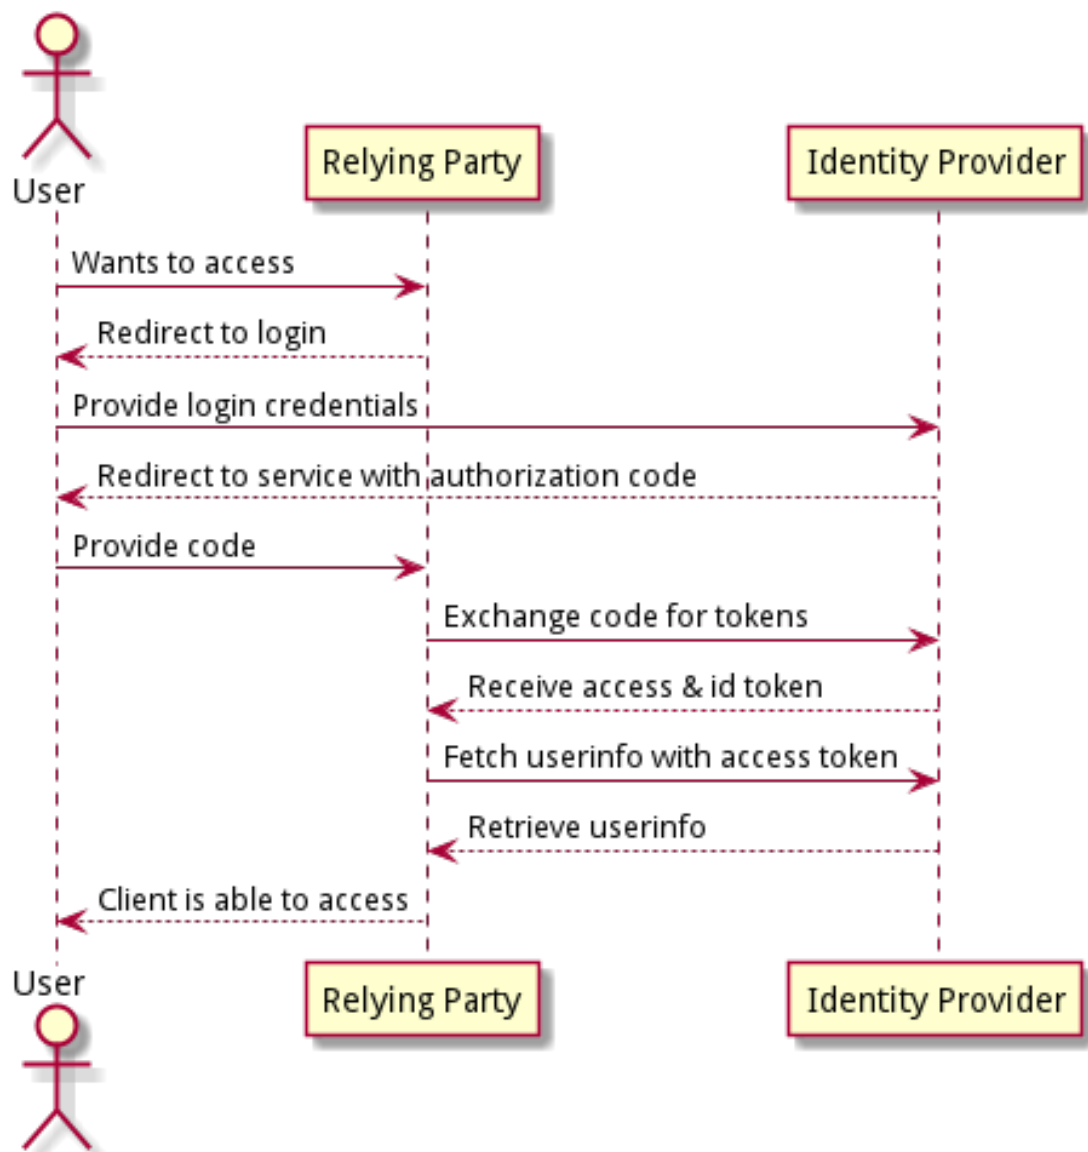 User
Relying Party
Identity Provider
Wants to access
Redirect to login
Provide login credentials
Redirect to service with authorization code
Provide code
Exchange code for tokens
Receive access & id token
Fetch userinfo with access token
Retrieve userinfo
Client is able to access
User
Relying Party
Identity Provider